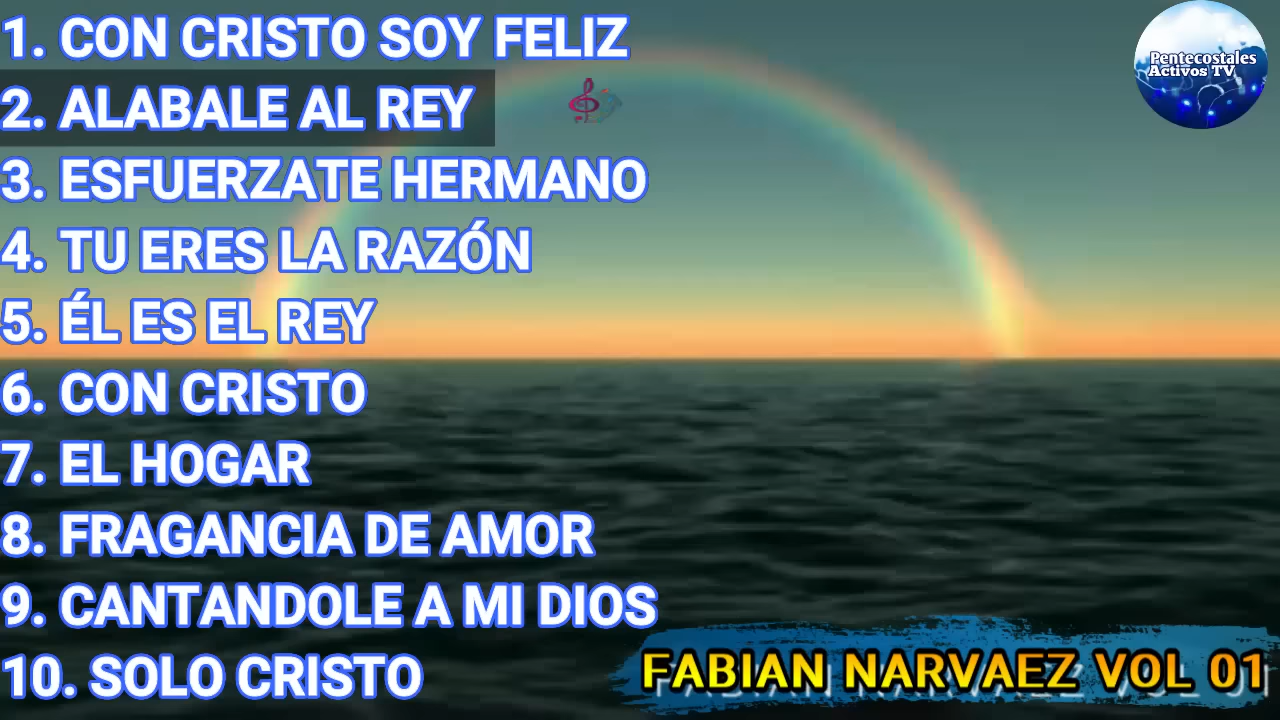 1. CON CRISTO SOY FELIZ
2. ALABALE AL REY
3. ESFUERZATE HERMANO
4. TU ERES LA RAZÓN
5. ÉL ES EL REY
6. CON CRISTO
7. EL HOGAR
8. FRAGANCIA DE AMOR
9. CANTANDOLE A MI DIOS
10. SOLO CRISTO
Pentecostales
Activos TV
FABIAN NARVAEZ VOL 01